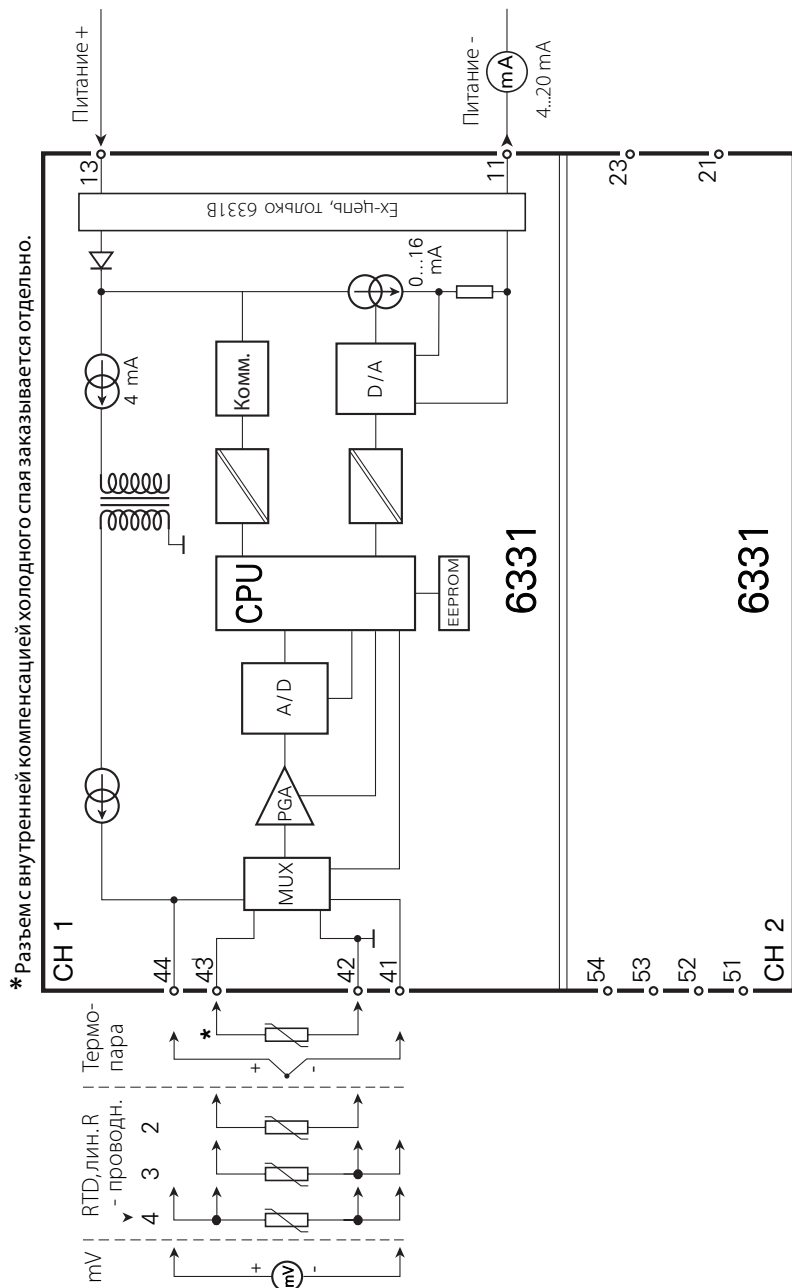 *Разъем с внутренней компенсацией холодного спая заказывается отдельно.
mV
RTD,лин.R
- проводн.
4
3
2
Термо-
пара
*
+
-
+
-
mV
CH 1
44
43
42
41
MUX
PGA
A/D
CPU
EEPROM
Комм.
D/A
4 mA
0...16
mA
Ex-цепь, только 6331B
13
11
Питание +
Питание -
mA
4...20 mA
6331
54
53
52
51
CH 2
6331
23
21